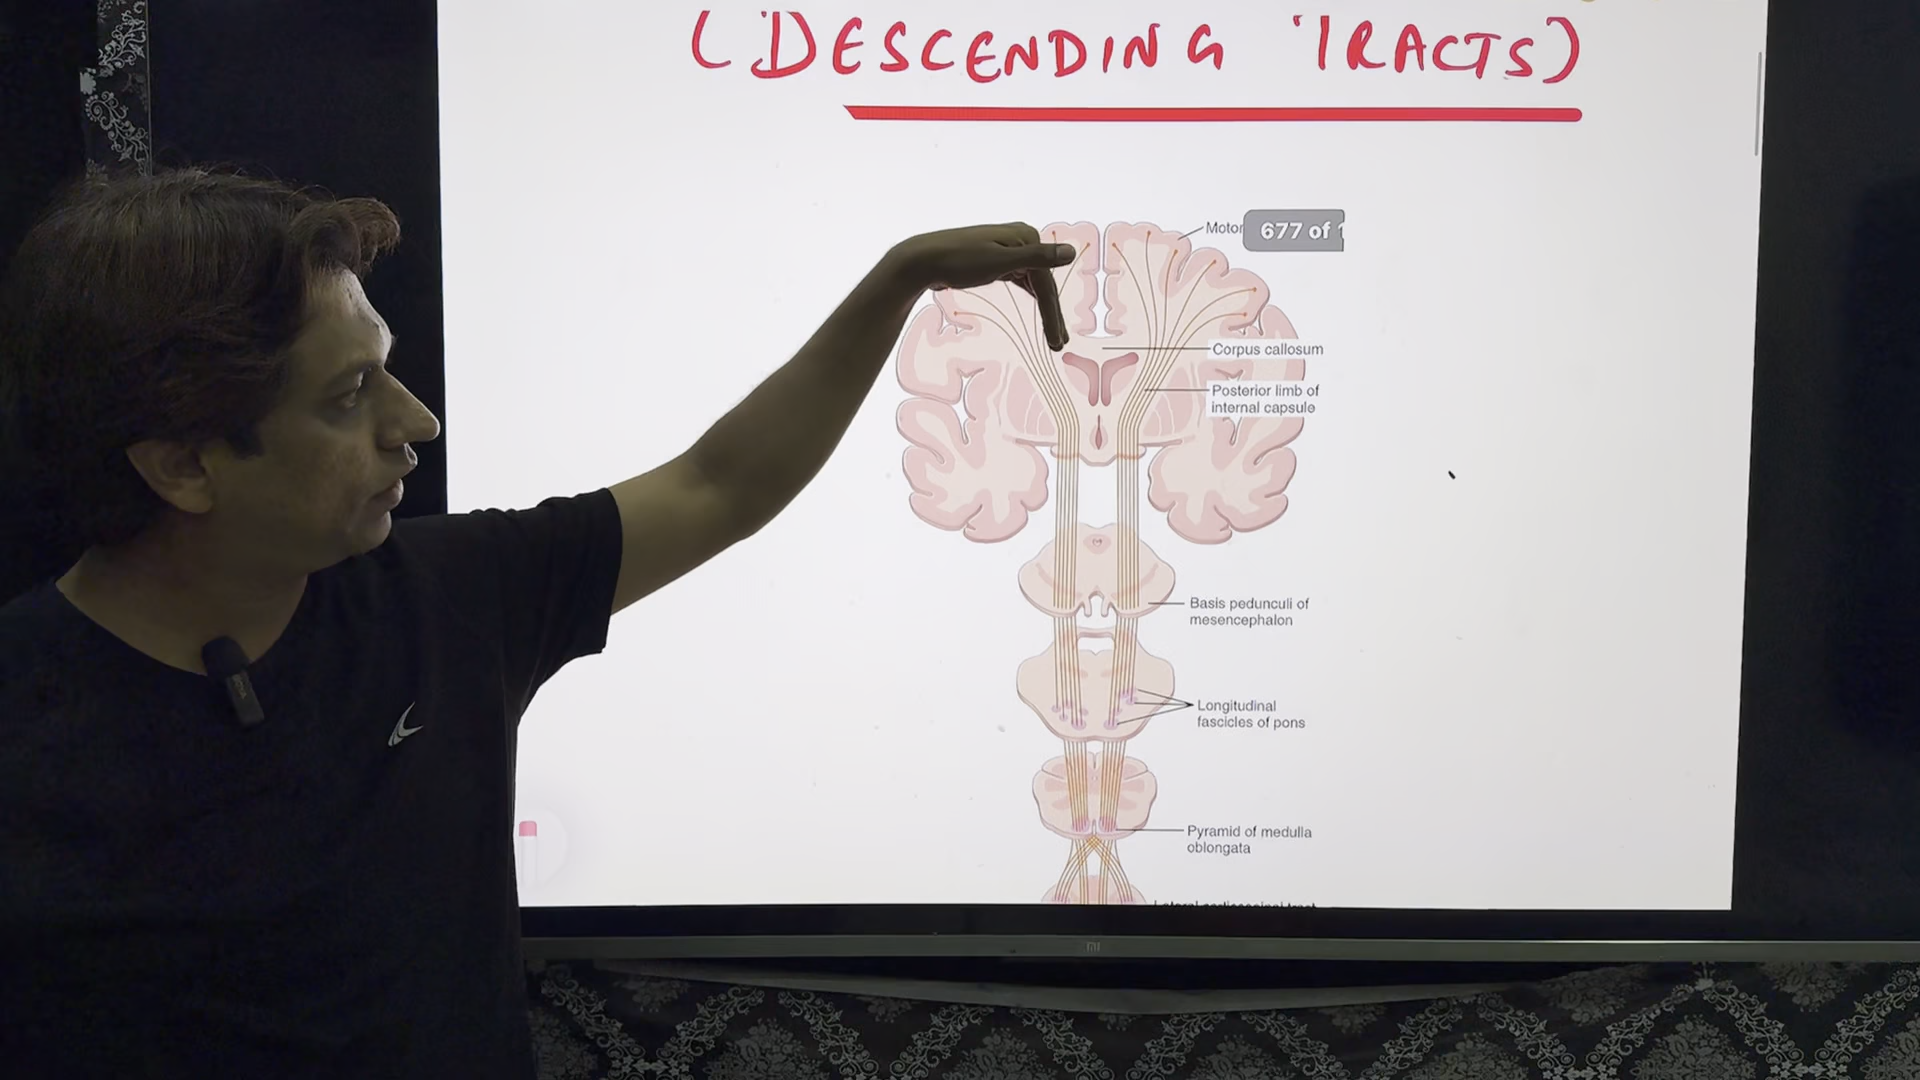 (DESCENDING TRACTS)
Motor
677 of
Corpus callosum
Posterior limb of
internal capsule
Basis pedunculi of
mesencephalon
Longitudinal
fascicles of pons
Pyramid of medulla
oblongata
mi